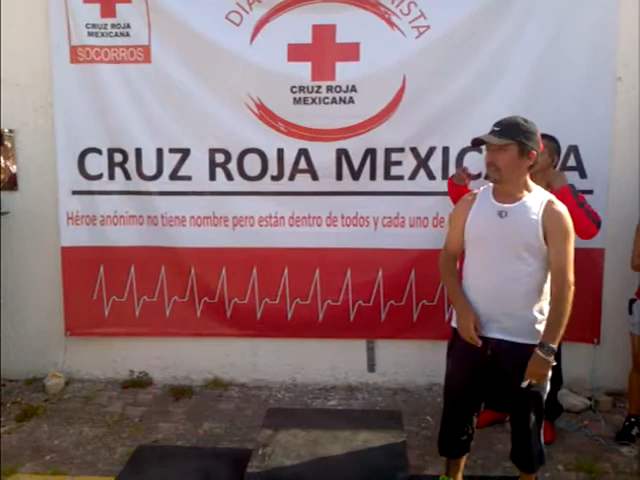 CRUZ ROJA
MEXICANA
SOCORROS
CRUZ ROJA
MEXICANA
CRUZ ROJA MEXIC A
Héroe anónimo no tiene nombre pero están dentro de todos y cada uno de